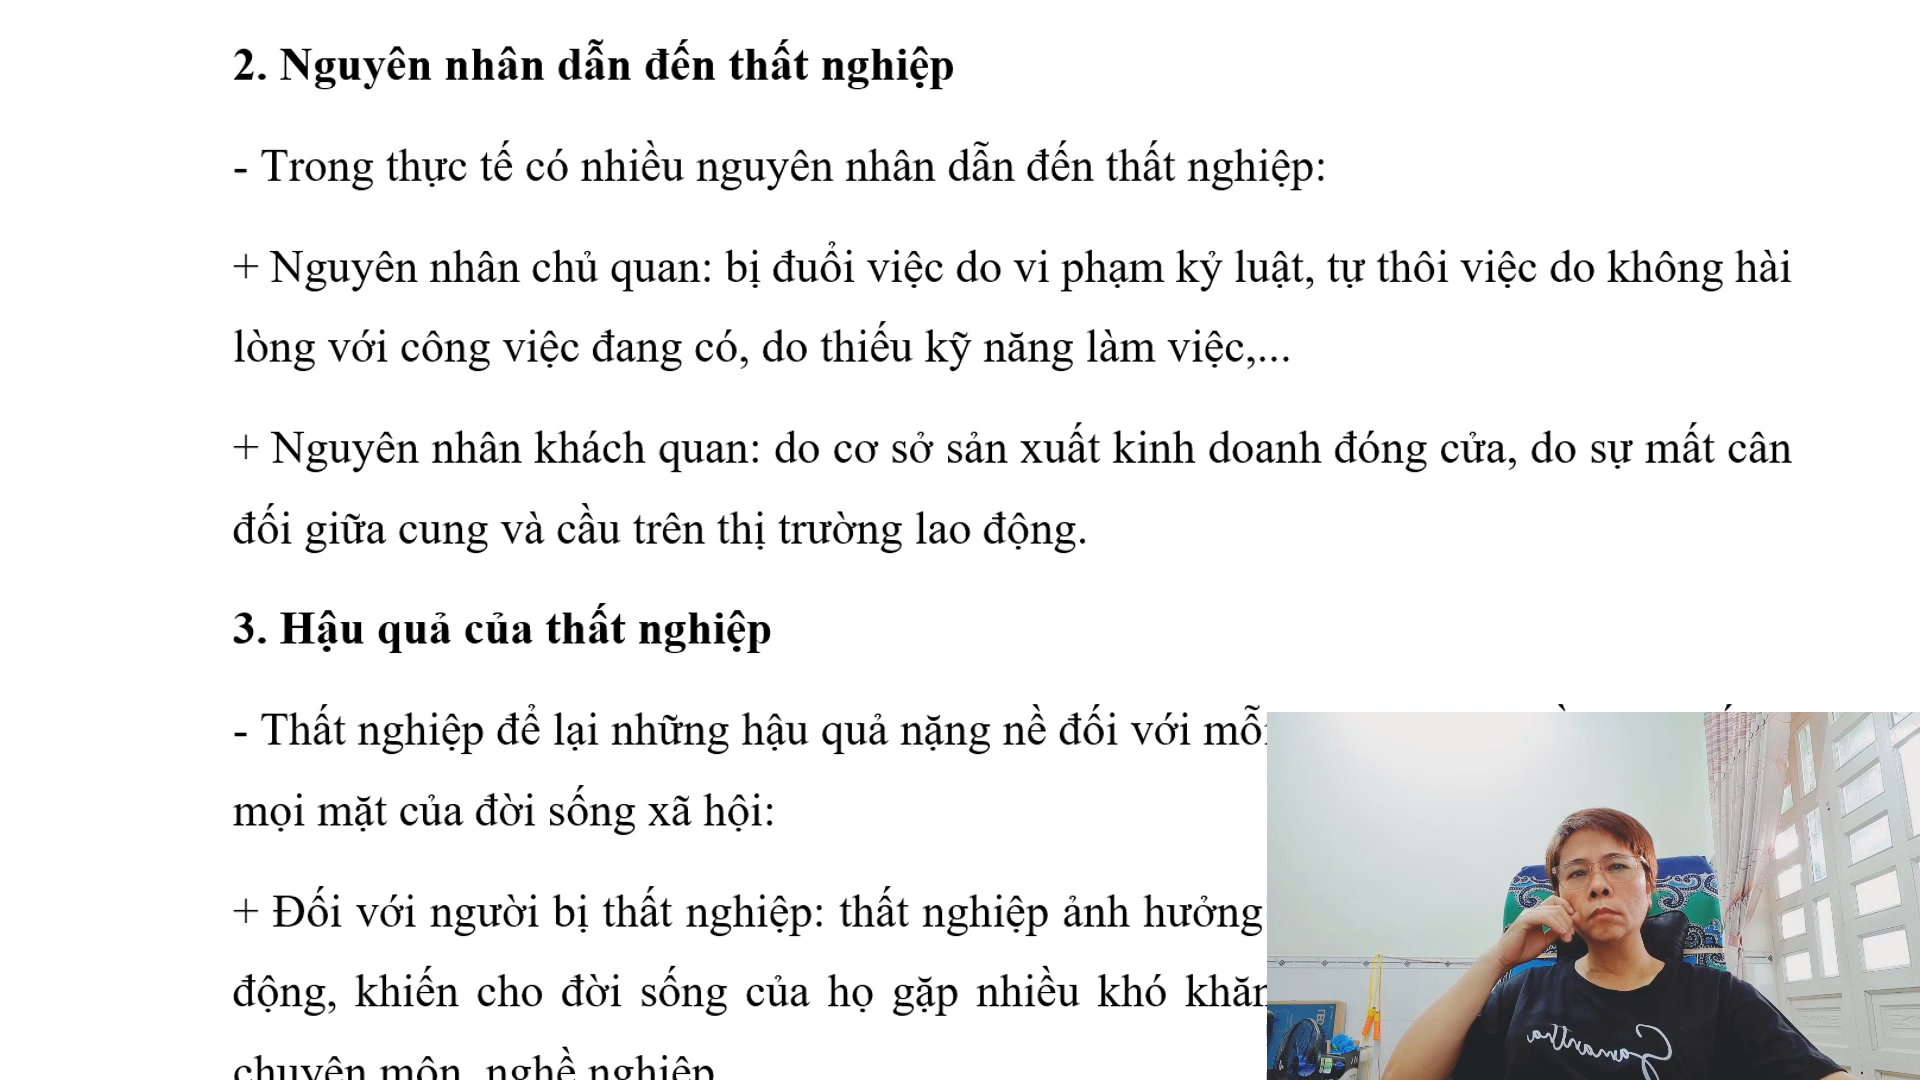 2. Nguyên nhân dẫn đến thất nghiệp
- Trong thực tế có nhiều nguyên nhân dẫn đến thất nghiệp:
+ Nguyên nhân chủ quan: bị đuổi việc do vi phạm kỷ luật, tự thôi việc do không hài
lòng với công việc đang có, do thiếu kỹ năng làm việc,...
+ Nguyên nhân khách quan: do cơ sở sản xuất kinh doanh đóng cửa, do sự mất cân
đối giữa cung và cầu trên thị trường lao động.
3. Hậu quả của thất nghiệp
- Thất nghiệp để lại những hậu quả nặng nề đối với
mọi mặt của đời sống xã hội:
+ Đối với người bị thất nghiệp: thất nghiệp ảnh hưởng
động, khiến cho đời sống của họ gặp nhiều khó khăn
chuyên môn, nghề nghiệp
Samantha